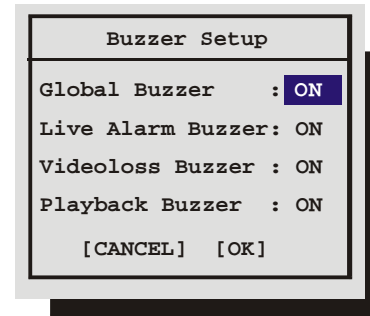 Buzzer Setup
Global Buzzer : ON
Live Alarm Buzzer: ON
Videoloss Buzzer : ON
Playback Buzzer : ON
[CANCEL] [OK]